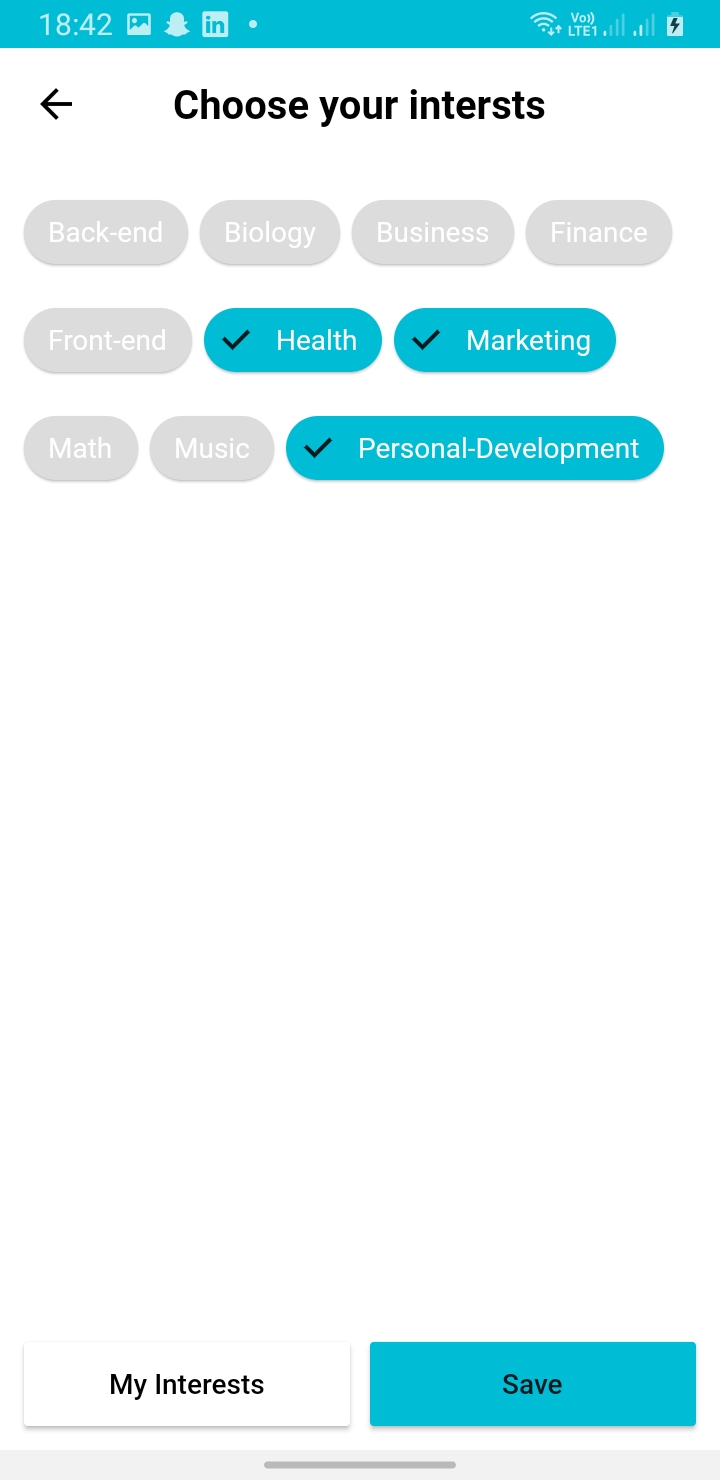 18:42 in Vo)) LTE1
Choose your intersts
Back-end Biology Business Finance
Front-end Health Marketing
Math Music Personal-Development
My Interests Save